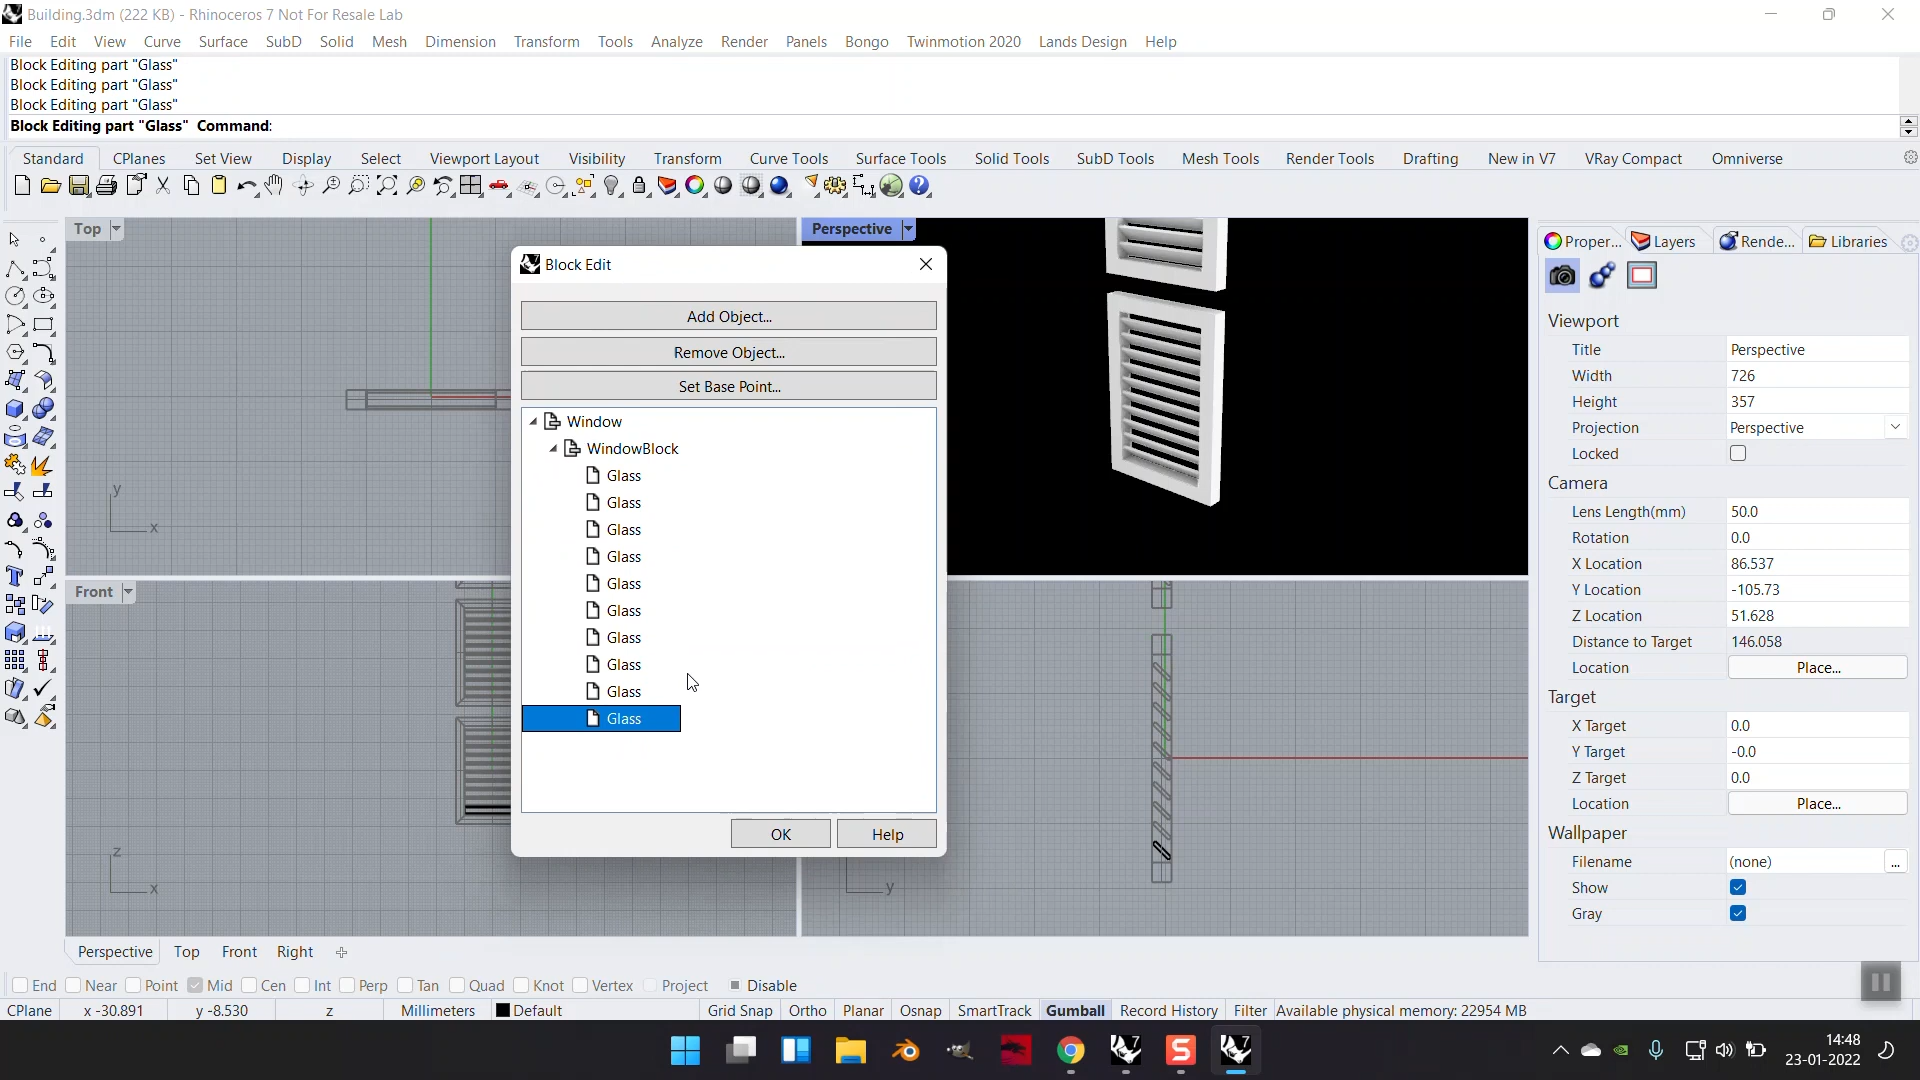 Building.3dm (222 KB) - Rhinoceros 7 Not For Resale Lab
File Edit View Curve Surface SubD Solid Mesh Dimension Transform Tools Analyze Render Panels Bongo Twinmotion 2020 Lands Design Help
Block Editing part "Glass"
Block Editing part "Glass"
Block Editing part "Glass"
Block Editing part "Glass" Command:
Standard CPlanes Set View Display Select Viewport Layout Visibility Transform Curve Tools Surface Tools Solid Tools SubD Tools Mesh Tools Render Tools Drafting New in V7 VRay Compact Omniverse
Top
Perspective
Proper... Layers Rende... Libraries
Block Edit
Add Object...
Remove Object...
Set Base Point...
Window
WindowBlock
Glass
Glass
Glass
Glass
Glass
Glass
Glass
Glass
Glass
Glass
OK Help
y
x
Front
z
x
y
Viewport
Title Perspective
Width 726
Height 357
Projection Perspective
Locked
Camera
Lens Length(mm) 50.0
Rotation 0.0
X Location 86.537
Y Location -105.73
Z Location 51.628
Distance to Target 146.058
Location Place...
Target
X Target 0.0
Y Target -0.0
Z Target 0.0
Location Place...
Wallpaper
Filename (none) ...
Show
Gray
Perspective Top Front Right
End Near Point Mid Cen Int Perp Tan Quad Knot Vertex Project Disable
CPlane x -30.891 y -8.530 z Millimeters Default Grid Snap Ortho Planar Osnap SmartTrack Gumball Record History Filter Available physical memory: 22954 MB
7 S 7
14:48
23-01-2022